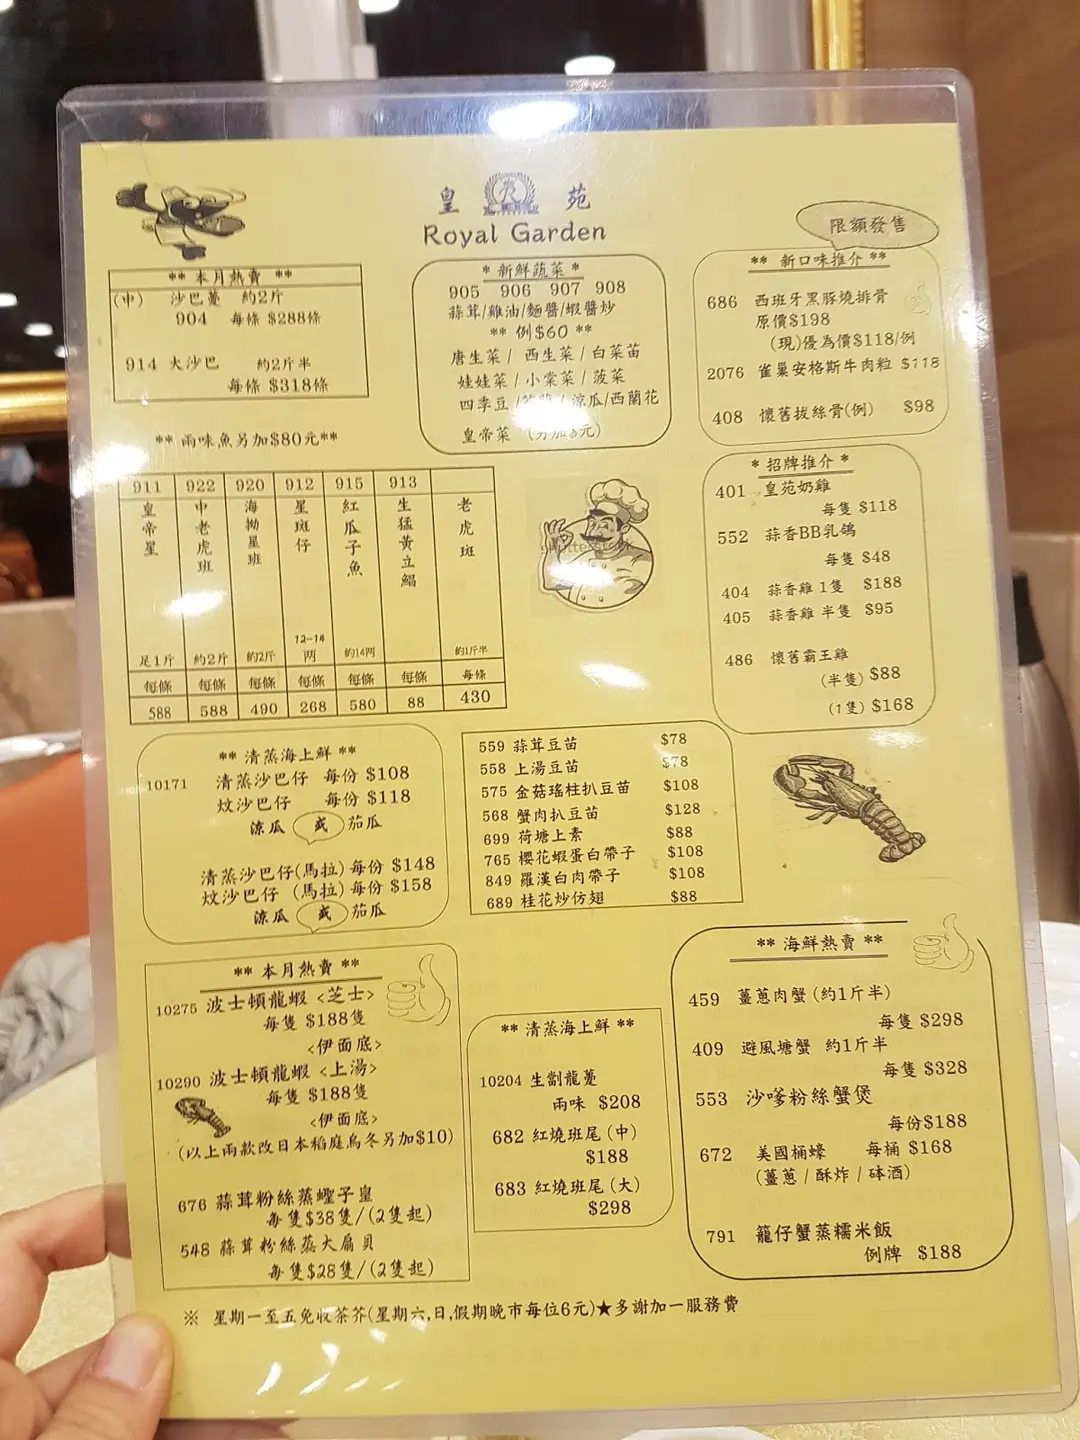 皇 苑
Royal Garden
限額發售
** 本月熱賣 **
(中) 沙巴躉 約2斤
904 每條 $288條
914 大沙巴 約2斤半
每條 $318條
** 兩味魚另加$80元**
* 新鮮蔬菜 *
905 906 907 908
蒜茸/雞油/麵醬/蝦醬炒
** 例$60 **
唐生菜 / 西生菜 / 白菜苗
娃娃菜 / 小棠菜 / 菠菜
四季豆 / 涼瓜/西蘭花
皇帝菜 (另加 元)
** 新口味推介 **
686 西班牙黑豚燒排骨
原價$198
(現)優為價$118/例
2076 雀巢安格斯牛肉粒 $118
408 懷舊拔絲骨(例) $98
911 922 920 912 915 913
皇帝星 中老虎斑 海拗星斑 星斑仔 紅瓜子魚 生猛黃立鯧 老虎斑
足1斤 約2斤 約2斤 12-14两 約14两 約1斤半
每條 每條 每條 每條 每條 每條 每條
588 588 490 268 580 88 430
* 招牌推介 *
401 皇苑奶雞
每隻 $118
552 蒜香BB乳鴿
每隻 $48
404 蒜香雞 1隻 $188
405 蒜香雞 半隻 $95
486 懷舊霸王雞
(半隻) $88
(1隻) $168
** 清蒸海上鮮 **
10171 清蒸沙巴仔 每份 $108
炆沙巴仔 每份 $118
涼瓜 或 茄瓜
清蒸沙巴仔(馬拉) 每份 $148
炆沙巴仔 (馬拉) 每份 $158
涼瓜 或 茄瓜
559 蒜茸豆苗 $78
558 上湯豆苗 $78
575 金菇瑤柱扒豆苗 $108
568 蟹肉扒豆苗 $128
699 荷塘上素 $88
765 櫻花蝦蛋白帶子 $108
849 羅漢白肉帶子 $108
689 桂花炒仿翅 $88
** 本月熱賣 **
10275 波士頓龍蝦 <芝士>
每隻 $188隻
<伊面底>
10290 波士頓龍蝦 <上湯>
每隻 $188隻
<伊面底>
(以上兩款改日本稻庭烏冬另加$10)
676 蒜茸粉絲蒸蟶子皇
每隻$38隻/(2隻起)
548 蒜茸粉絲蒸大扇貝
每隻$28隻/(2隻起)
** 清蒸海上鮮 **
10204 生劏龍躉
兩味 $208
682 紅燒班尾 (中)
$188
683 紅燒班尾 (大)
$298
** 海鮮熱賣 **
459 薑蔥肉蟹 (約1斤半)
每隻 $298
409 避風塘蟹 約1斤半
每隻 $328
553 沙嗲粉絲蟹煲
每份$188
672 美國桶蠔 每桶 $168
(薑蔥 / 酥炸 / 砵酒)
791 籠仔蟹蒸糯米飯
例牌 $188
※ 星期一至五免收茶芥(星期六,日,假期晚市每位6元)★多謝加一服務費